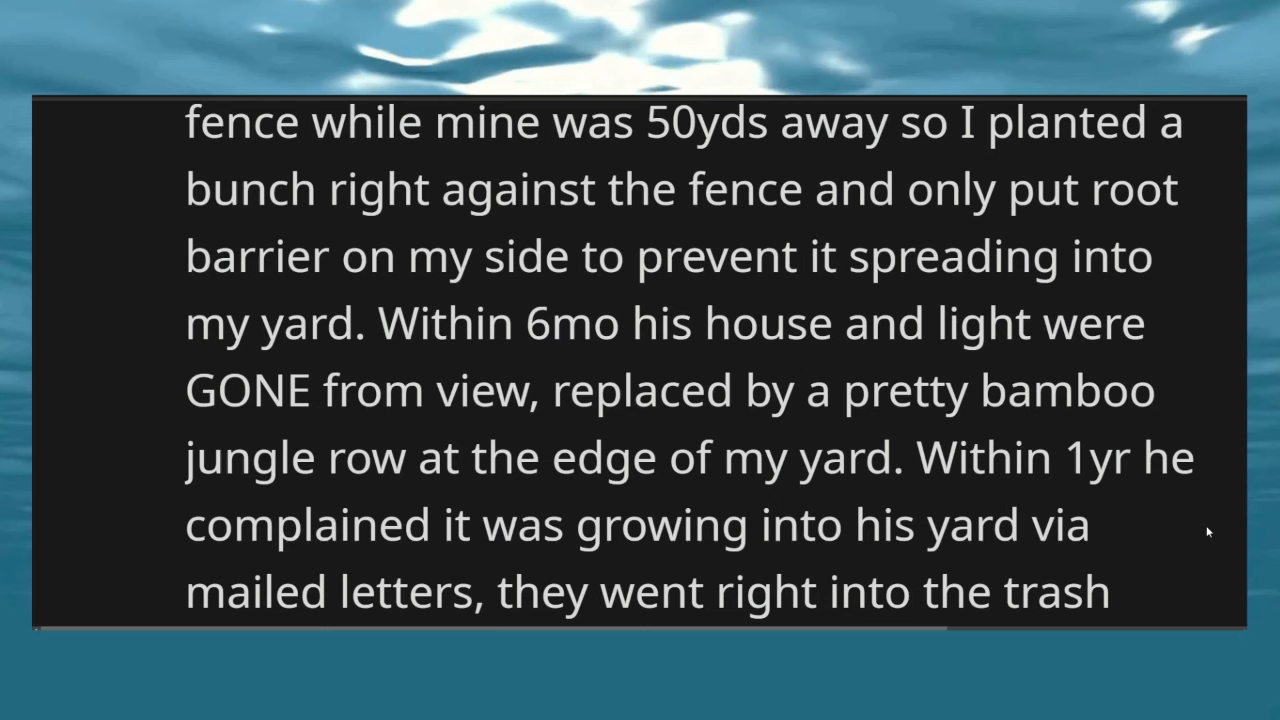 fence while mine was 50yds away so I planted a
bunch right against the fence and only put root
barrier on my side to prevent it spreading into
my yard. Within 6mo his house and light were
GONE from view, replaced by a pretty bamboo
jungle row at the edge of my yard. Within 1yr he
complained it was growing into his yard via
mailed letters, they went right into the trash